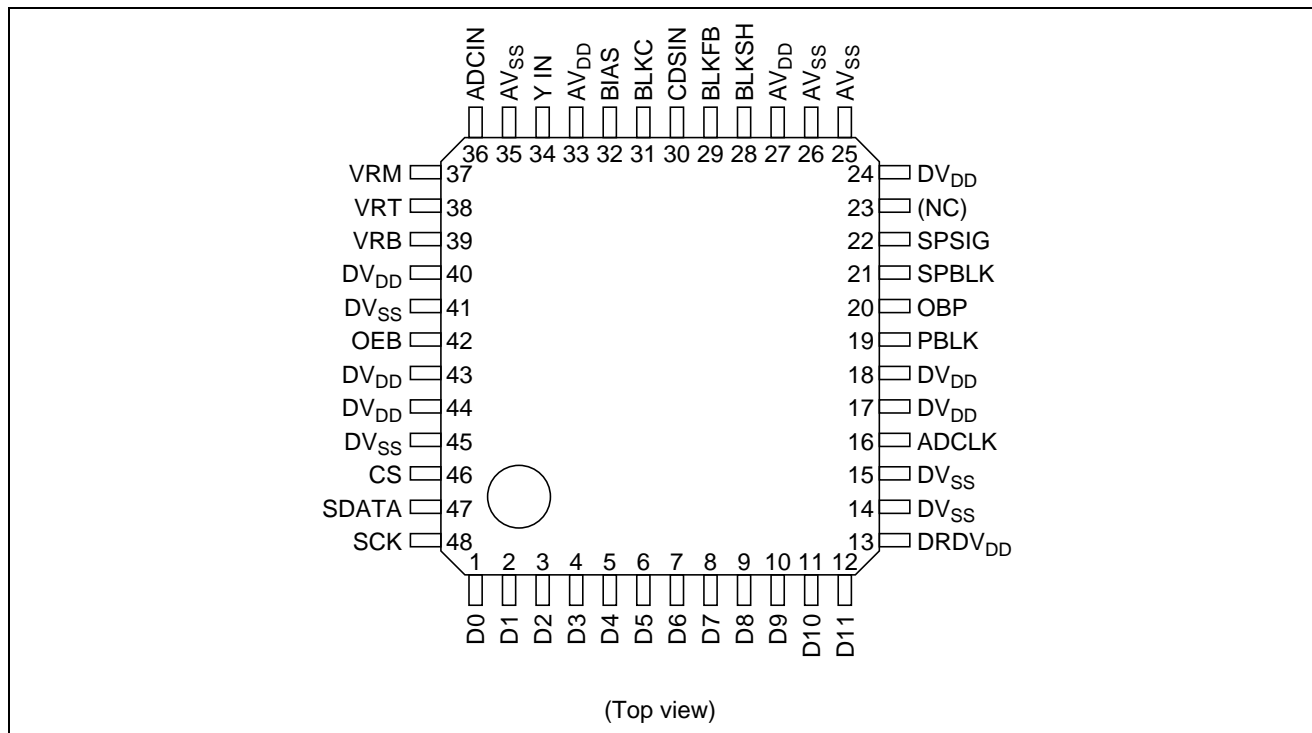 ADCIN
AVSS
Y IN
AVDD
BIAS
BLKC
CDSIN
BLKFB
BLKSH
AVDD
AVSS
AVSS
36 35 34 33 32 31 30 29 28 27 26 25
VRM 37
VRT 38
VRB 39
DVDD 40
DVSS 41
OEB 42
DVDD 43
DVDD 44
DVSS 45
CS 46
SDATA 47
SCK 48
24 DVDD
23 (NC)
22 SPSIG
21 SPBLK
20 OBP
19 PBLK
18 DVDD
17 DVDD
16 ADCLK
15 DVSS
14 DVSS
13 DRDVDD
1 2 3 4 5 6 7 8 9 10 11 12
D0
D1
D2
D3
D4
D5
D6
D7
D8
D9
D10
D11
(Top view)